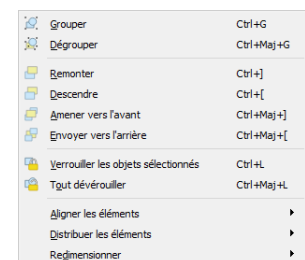 Grouper Ctrl+G
Dégrouper Ctrl+Maj+G
Remonter Ctrl+]
Descendre Ctrl+[
Amener vers l'avant Ctrl+Maj+]
Envoyer vers l'arrière Ctrl+Maj+[
Verrouiller les objets sélectionnés Ctrl+L
Tout dévérouiller Ctrl+Maj+L
Aligner les éléments
Distribuer les éléments
Redimensionner